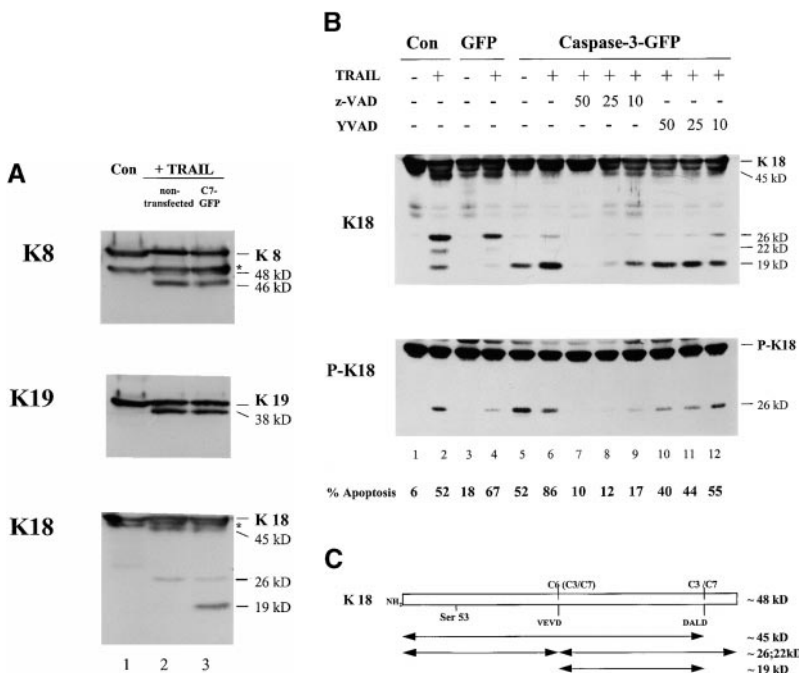 A
Con + TRAIL
non-transfected C7-GFP
K8
K 8
*
48 kD
46 kD
K19
K 19
38 kD
K18
K 18
*
45 kD
26 kD
19 kD
1 2 3
B
Con GFP Caspase-3-GFP
TRAIL - + - + - + + + + + + +
z-VAD - - - - - - 50 25 10 - - -
YVAD - - - - - - - - - 50 25 10
K18
K 18
45 kD
26 kD
22 kD
19 kD
P-K18
P-K18
26 kD
1 2 3 4 5 6 7 8 9 10 11 12
% Apoptosis 6 52 18 67 52 86 10 12 17 40 44 55
C
C6 (C3/C7) C3 /C7
K 18 NH2 ~ 48 kD
Ser 53 VEVD DALD
~ 45 kD
~ 26;22kD
~ 19 kD